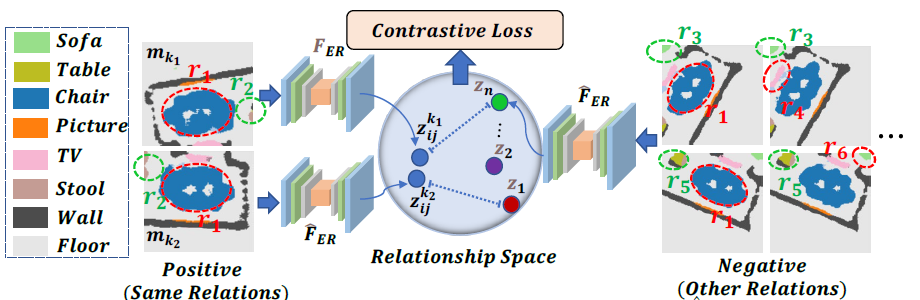 Sofa
Table
Chair
Picture
TV
Stool
Wall
Floor
m_{k_1}
r_1
r_2
r_2
r_1
m_{k_2}
Positive
(Same Relations)
F_{ER}
\hat{F}_{ER}
Contrastive Loss
z_n
z_{ij}^{k_1}
...
z_2
z_{ij}^{k_2}
z_1
Relationship Space
\hat{F}_{ER}
r_3
r_3
r_1
r_4
...
r_5
r_1
r_5
r_6
Negative
(Other Relations)